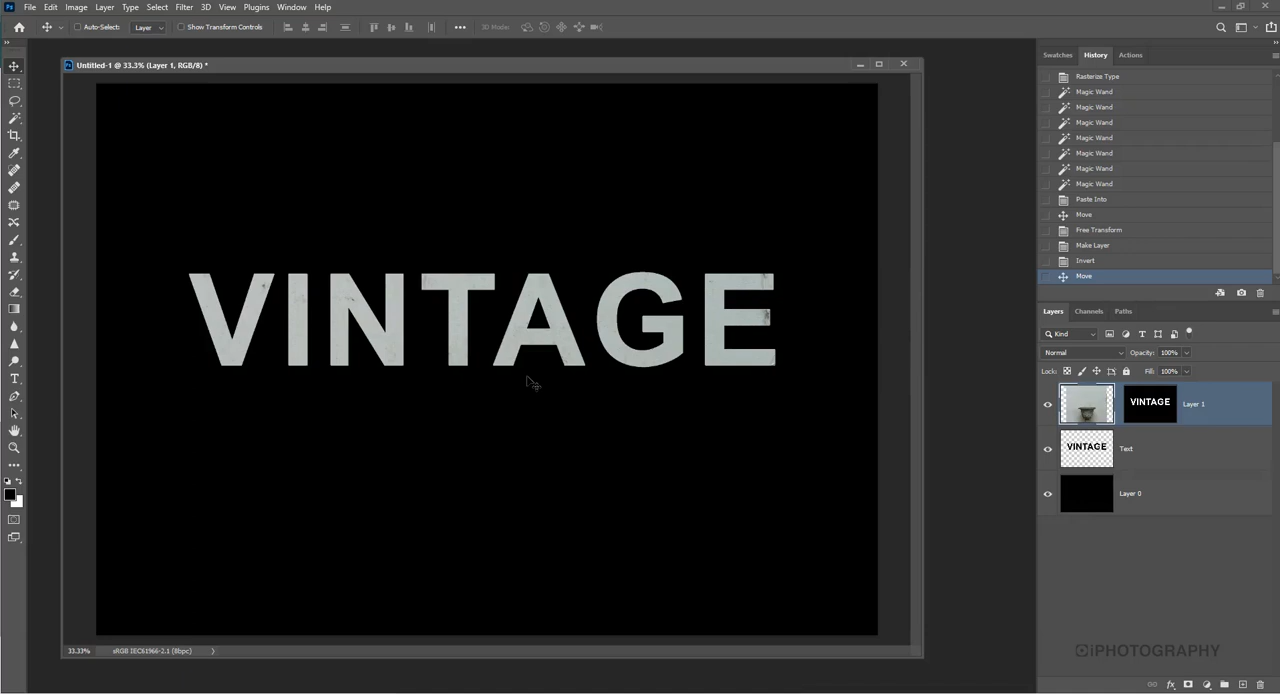 File Edit Image Layer Type Select Filter 3D View Plugins Window Help
Auto-Select: Layer Show Transform Controls 3D Mode:
Untitled-1 @ 33.3% (Layer 1, RGB/8) *
VINTAGE
33.33% sRGB IEC61966-2.1 (8bpc)
Swatches History Actions
Rasterize Type
Magic Wand
Magic Wand
Magic Wand
Magic Wand
Magic Wand
Magic Wand
Magic Wand
Paste Into
Move
Free Transform
Make Layer
Invert
Move
Layers Channels Paths
Kind
Normal Opacity: 100%
Lock: Fill: 100%
VINTAGE Layer 1
VINTAGE Text
Layer 0
iPHOTOGRAPHY